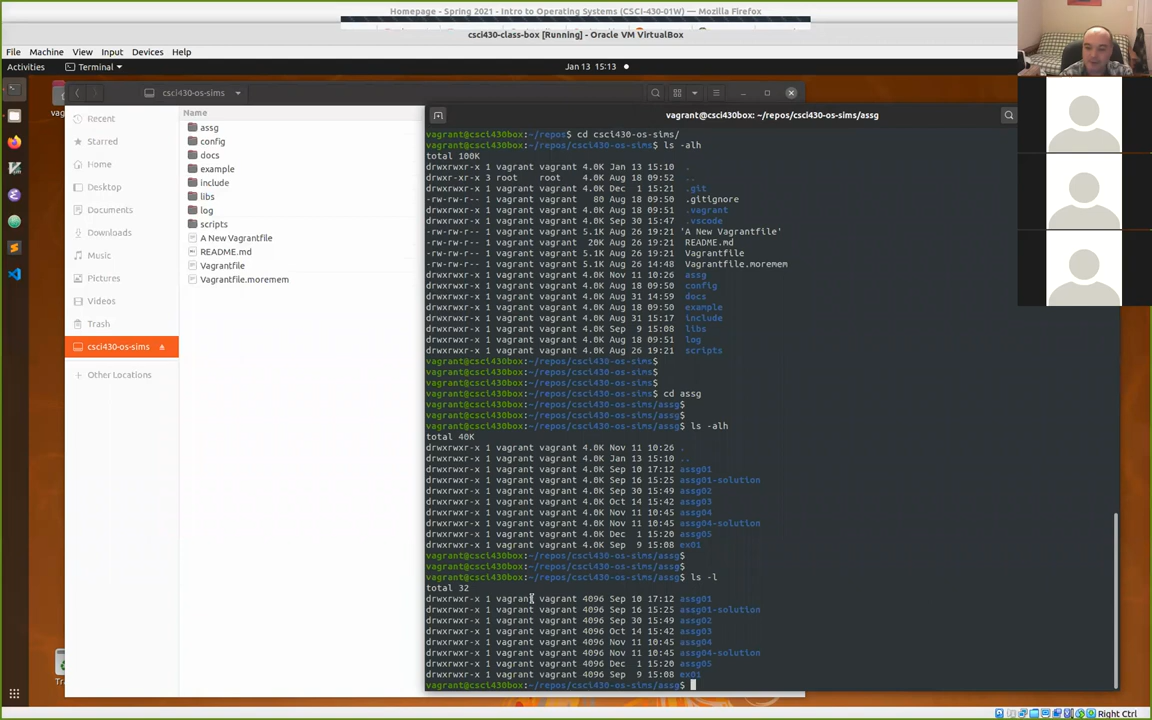 Homepage - Spring 2021 - Intro to Operating Systems (CSCI-430-01W) — Mozilla Firefox
csci430-class-box [Running] - Oracle VM VirtualBox
File Machine View Input Devices Help
Activities Terminal Jan 13 15:13
csci430-os-sims
Recent
Starred
Home
Desktop
Documents
Downloads
Music
Pictures
Videos
Trash
csci430-os-sims
Other Locations
Name
assg
config
docs
example
include
libs
log
scripts
A New Vagrantfile
README.md
Vagrantfile
Vagrantfile.moremem
vagrant@csci430box: ~/repos/csci430-os-sims/assg
vagrant@csci430box:~/repos$ cd csci430-os-sims/
vagrant@csci430box:~/repos/csci430-os-sims$ ls -alh
total 100K
drwxrwxr-x 1 vagrant vagrant 4.0K Jan 13 15:10 .
drwxr-xr-x 3 root root 4.0K Aug 18 09:52 ..
drwxrwxr-x 1 vagrant vagrant 4.0K Dec 1 15:21 .git
-rw-rw-r-- 1 vagrant vagrant 80 Aug 18 09:50 .gitignore
drwxrwxr-x 1 vagrant vagrant 4.0K Aug 18 09:51 .vagrant
drwxrwxr-x 1 vagrant vagrant 4.0K Sep 30 15:47 .vscode
-rw-rw-r-- 1 vagrant vagrant 5.1K Aug 26 19:21 'A New Vagrantfile'
-rw-rw-r-- 1 vagrant vagrant 20K Aug 26 19:21 README.md
-rw-rw-r-- 1 vagrant vagrant 5.1K Aug 26 19:21 Vagrantfile
-rw-rw-r-- 1 vagrant vagrant 5.1K Aug 26 14:48 Vagrantfile.moremem
drwxrwxr-x 1 vagrant vagrant 4.0K Nov 11 10:26 assg
drwxrwxr-x 1 vagrant vagrant 4.0K Aug 18 09:50 config
drwxrwxr-x 1 vagrant vagrant 4.0K Aug 31 14:59 docs
drwxrwxr-x 1 vagrant vagrant 4.0K Aug 18 09:50 example
drwxrwxr-x 1 vagrant vagrant 4.0K Aug 31 15:17 include
drwxrwxr-x 1 vagrant vagrant 4.0K Sep 9 15:08 libs
drwxrwxr-x 1 vagrant vagrant 4.0K Aug 18 09:51 log
drwxrwxr-x 1 vagrant vagrant 4.0K Aug 26 19:21 scripts
vagrant@csci430box:~/repos/csci430-os-sims$
vagrant@csci430box:~/repos/csci430-os-sims$
vagrant@csci430box:~/repos/csci430-os-sims$
vagrant@csci430box:~/repos/csci430-os-sims$ cd assg
vagrant@csci430box:~/repos/csci430-os-sims/assg$
vagrant@csci430box:~/repos/csci430-os-sims/assg$
vagrant@csci430box:~/repos/csci430-os-sims/assg$ ls -alh
total 40K
drwxrwxr-x 1 vagrant vagrant 4.0K Nov 11 10:26 .
drwxrwxr-x 1 vagrant vagrant 4.0K Jan 13 15:10 ..
drwxrwxr-x 1 vagrant vagrant 4.0K Sep 10 17:12 assg01
drwxrwxr-x 1 vagrant vagrant 4.0K Sep 16 15:25 assg01-solution
drwxrwxr-x 1 vagrant vagrant 4.0K Sep 30 15:49 assg02
drwxrwxr-x 1 vagrant vagrant 4.0K Oct 14 15:42 assg03
drwxrwxr-x 1 vagrant vagrant 4.0K Nov 11 10:45 assg04
drwxrwxr-x 1 vagrant vagrant 4.0K Nov 11 10:45 assg04-solution
drwxrwxr-x 1 vagrant vagrant 4.0K Dec 1 15:20 assg05
drwxrwxr-x 1 vagrant vagrant 4.0K Sep 9 15:08 ex01
vagrant@csci430box:~/repos/csci430-os-sims/assg$
vagrant@csci430box:~/repos/csci430-os-sims/assg$
vagrant@csci430box:~/repos/csci430-os-sims/assg$ ls -l
total 32
drwxrwxr-x 1 vagrant vagrant 4096 Sep 10 17:12 assg01
drwxrwxr-x 1 vagrant vagrant 4096 Sep 16 15:25 assg01-solution
drwxrwxr-x 1 vagrant vagrant 4096 Sep 30 15:49 assg02
drwxrwxr-x 1 vagrant vagrant 4096 Oct 14 15:42 assg03
drwxrwxr-x 1 vagrant vagrant 4096 Nov 11 10:45 assg04
drwxrwxr-x 1 vagrant vagrant 4096 Nov 11 10:45 assg04-solution
drwxrwxr-x 1 vagrant vagrant 4096 Dec 1 15:20 assg05
drwxrwxr-x 1 vagrant vagrant 4096 Sep 9 15:08 ex01
vagrant@csci430box:~/repos/csci430-os-sims/assg$
Right Ctrl